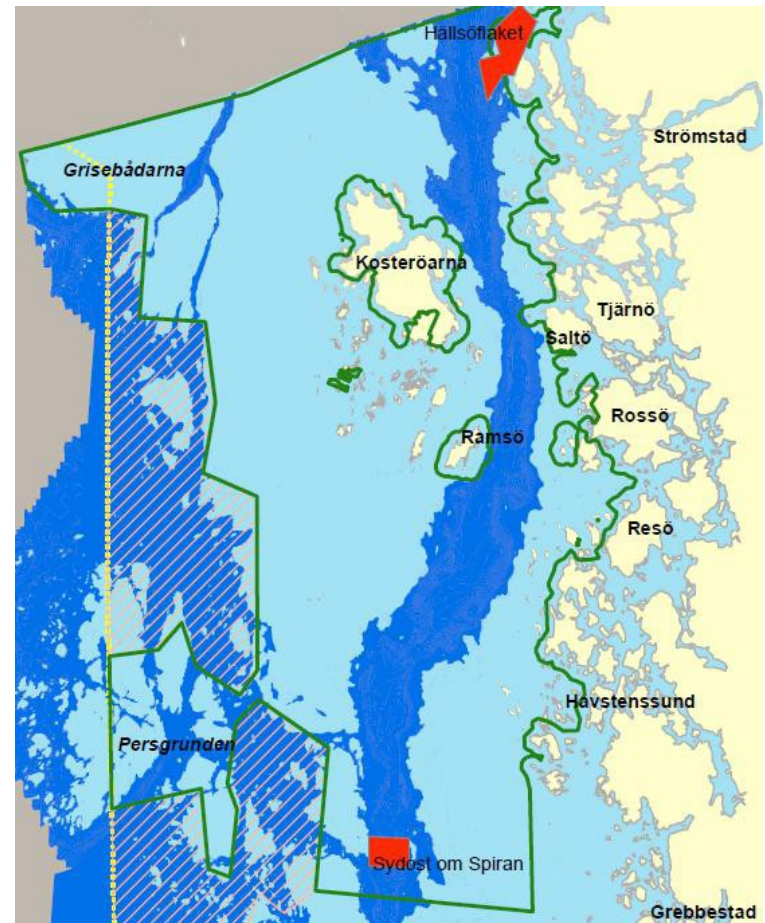 Hällsöflaket
Strömstad
Grisebådarna
Kosteröarna
Tjärnö
Saltö
Rossö
Ramsö
Resö
Havstenssund
Persgrunden
Sydost om Spiran
Grebbestad